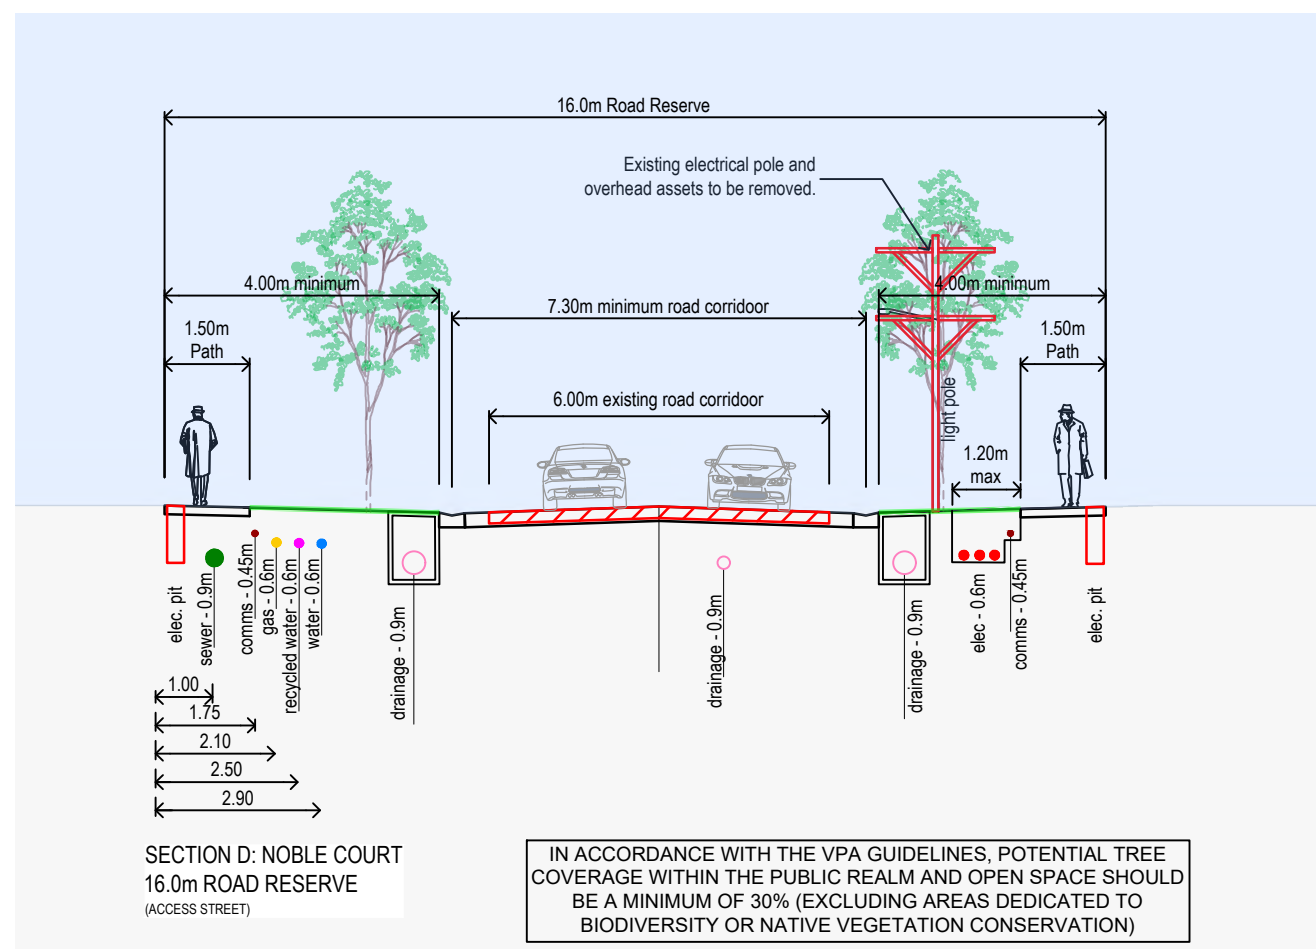 16.0m Road Reserve
Existing electrical pole and
overhead assets to be removed.
4.00m minimum
4.00m minimum
7.30m minimum road corridoor
1.50m
Path
1.50m
Path
6.00m existing road corridoor
light pole
1.20m
max
elec. pit
sewer - 0.9m
comms - 0.45m
gas - 0.6m
recycled water - 0.6m
water - 0.6m
drainage - 0.9m
drainage - 0.9m
drainage - 0.9m
elec - 0.6m
comms - 0.45m
elec. pit
1.00
1.75
2.10
2.50
2.90
SECTION D: NOBLE COURT
16.0m ROAD RESERVE
(ACCESS STREET)
IN ACCORDANCE WITH THE VPA GUIDELINES, POTENTIAL TREE
COVERAGE WITHIN THE PUBLIC REALM AND OPEN SPACE SHOULD
BE A MINIMUM OF 30% (EXCLUDING AREAS DEDICATED TO
BIODIVERSITY OR NATIVE VEGETATION CONSERVATION)